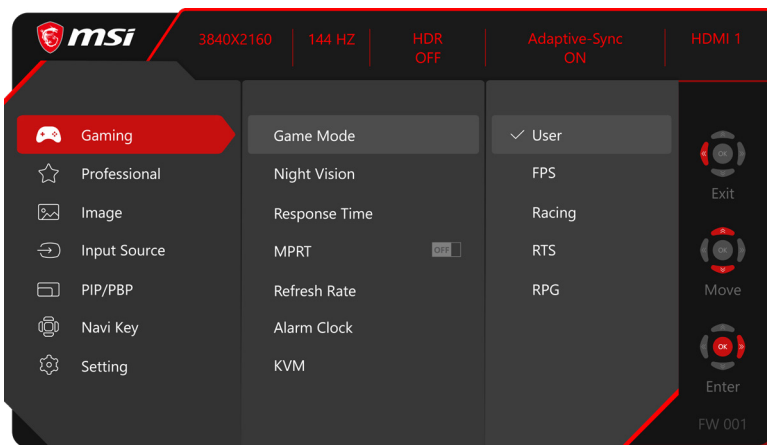 msi
3840X2160 144 HZ HDR OFF Adaptive-Sync ON HDMI 1
Gaming
Professional
Image
Input Source
PIP/PBP
Navi Key
Setting
Game Mode
Night Vision
Response Time
MPRT OFF
Refresh Rate
Alarm Clock
KVM
User
FPS
Racing
RTS
RPG
OK
Exit
OK
Move
OK
Enter
FW 001